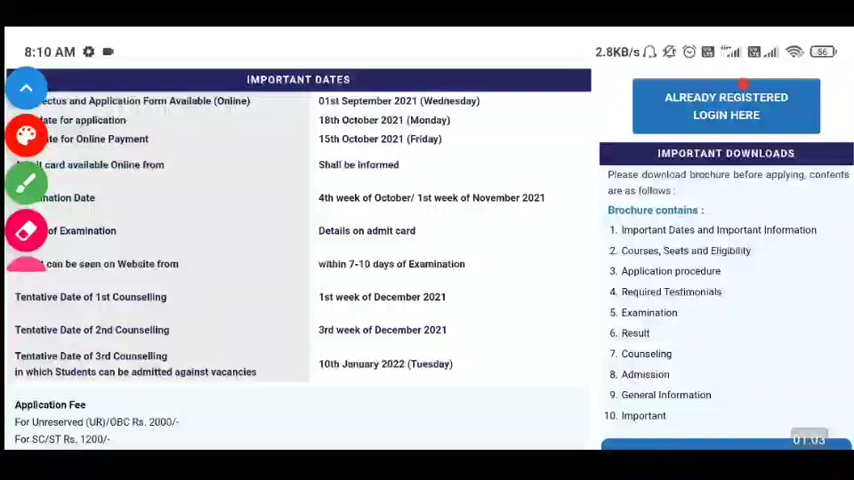 8:10 AM
2.8KB/s
56
IMPORTANT DATES
ectus and Application Form Available (Online) 01st September 2021 (Wednesday)
ate for application 18th October 2021 (Monday)
te for Online Payment 15th October 2021 (Friday)
it card available Online from Shall be informed
ination Date 4th week of October/ 1st week of November 2021
of Examination Details on admit card
can be seen on Website from within 7-10 days of Examination
Tentative Date of 1st Counselling 1st week of December 2021
Tentative Date of 2nd Counselling 3rd week of December 2021
Tentative Date of 3rd Counselling
in which Students can be admitted against vacancies 10th January 2022 (Tuesday)
Application Fee
For Unreserved (UR)/OBC Rs. 2000/-
For SC/ST Rs. 1200/-
ALREADY REGISTERED
LOGIN HERE
IMPORTANT DOWNLOADS
Please download brochure before applying, contents
are as follows :
Brochure contains :
1. Important Dates and Important Information
2. Courses, Seats and Eligibility
3. Application procedure
4. Required Testimonials
5. Examination
6. Result
7. Counseling
8. Admission
9. General Information
10. Important
01:03